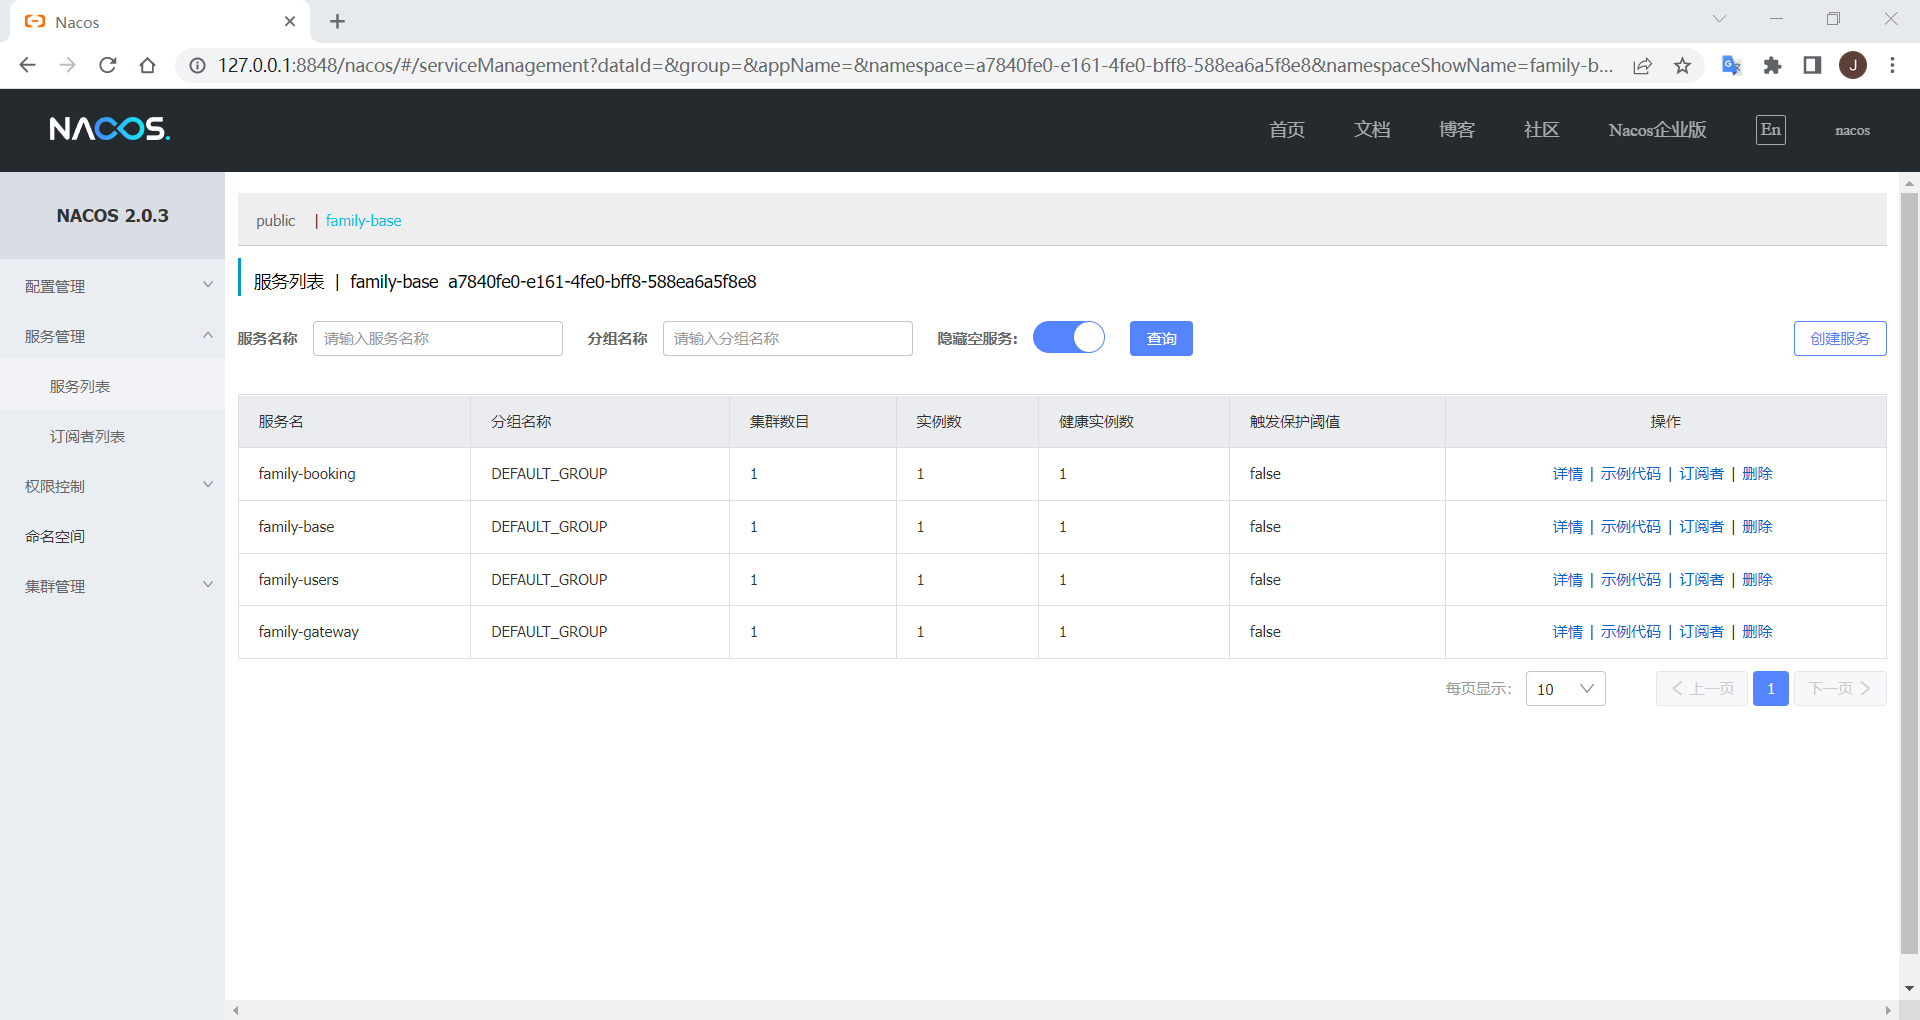 Nacos
127.0.0.1:8848/nacos/#/serviceManagement?dataId=&group=&appName=&namespace=a7840fe0-e161-4fe0-bff8-588ea6a5f8e8&namespaceShowName=family-b...
J
NACOS.
首页 文档 博客 社区 Nacos企业版 En nacos
NACOS 2.0.3
配置管理
服务管理
服务列表
订阅者列表
权限控制
命名空间
集群管理
public | family-base
服务列表 | family-base a7840fe0-e161-4fe0-bff8-588ea6a5f8e8
服务名称 请输入服务名称 分组名称 请输入分组名称 隐藏空服务: 查询 创建服务
服务名 分组名称 集群数目 实例数 健康实例数 触发保护阈值 操作
family-booking DEFAULT_GROUP 1 1 1 false 详情 | 示例代码 | 订阅者 | 删除
family-base DEFAULT_GROUP 1 1 1 false 详情 | 示例代码 | 订阅者 | 删除
family-users DEFAULT_GROUP 1 1 1 false 详情 | 示例代码 | 订阅者 | 删除
family-gateway DEFAULT_GROUP 1 1 1 false 详情 | 示例代码 | 订阅者 | 删除
每页显示: 10 上一页 1 下一页